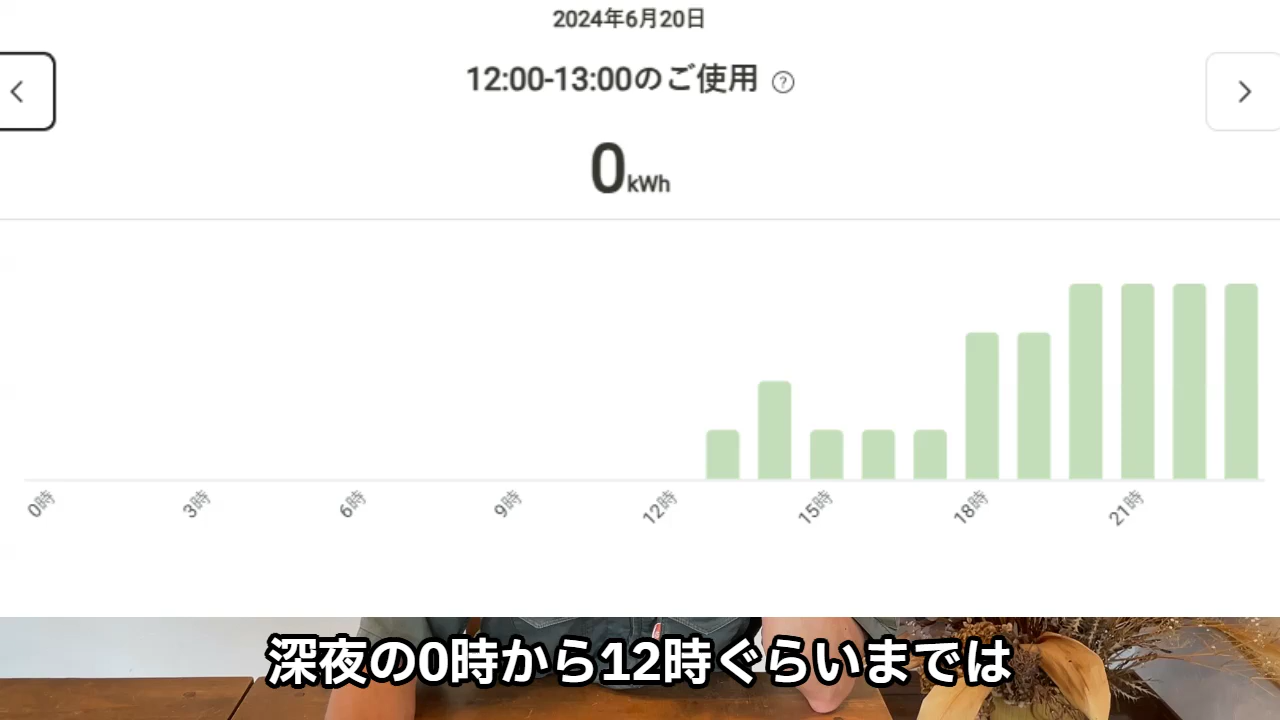 2024年6月20日
12:00-13:00のご使用 ?
0kWh
0時 3時 6時 9時 12時 15時 18時 21時
深夜の0時から12時ぐらいまでは